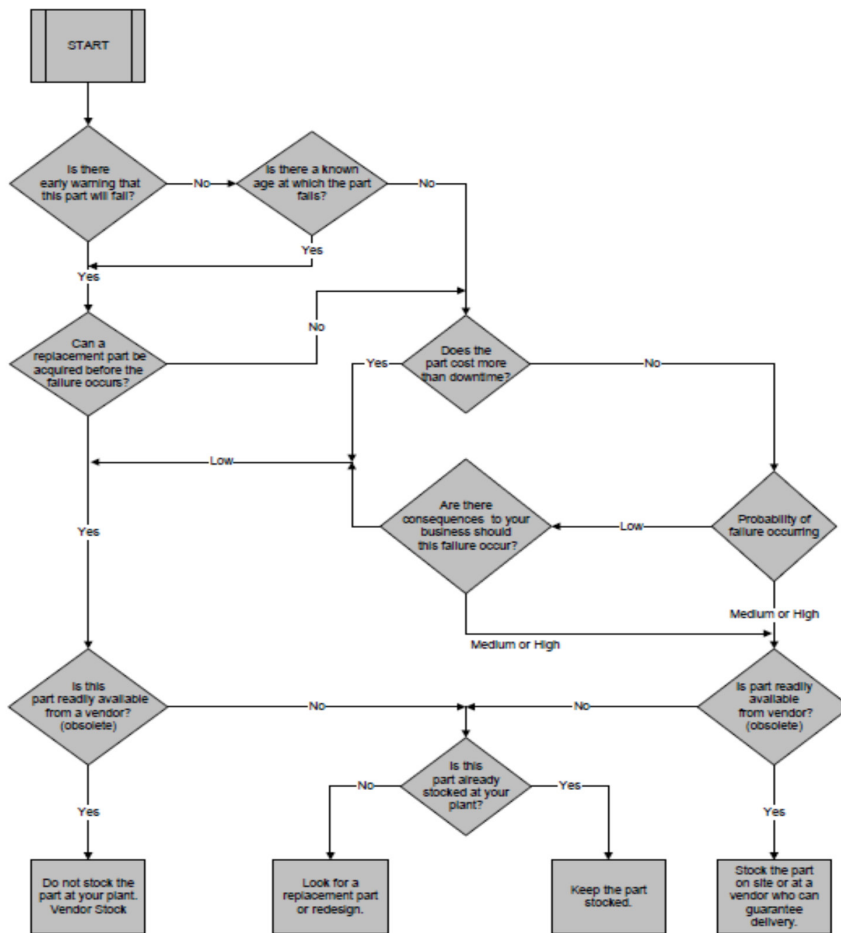 START
Is there
early warning that
this part will fail?
No
Is there a known
age at which the part
fails?
No
Yes
Yes
Can a
replacement part be
acquired before the
failure occurs?
No
Does the
part cost more
than downtime?
Yes
No
Low
Are there
consequences to your
business should
this failure occur?
Low
Probability of
failure occurring
Yes
Medium or High
Medium or High
Is this
part readily available
from a vendor?
(obsolete)
No
No
Is part readily
available
from vendor?
(obsolete)
Is this
part already
stocked at your
plant?
No
Yes
Yes
Yes
Do not stock the
part at your plant.
Vendor Stock
Look for a
replacement part
or redesign.
Keep the part
stocked.
Stock the part
on site or at a
vendor who can
guarantee
delivery.